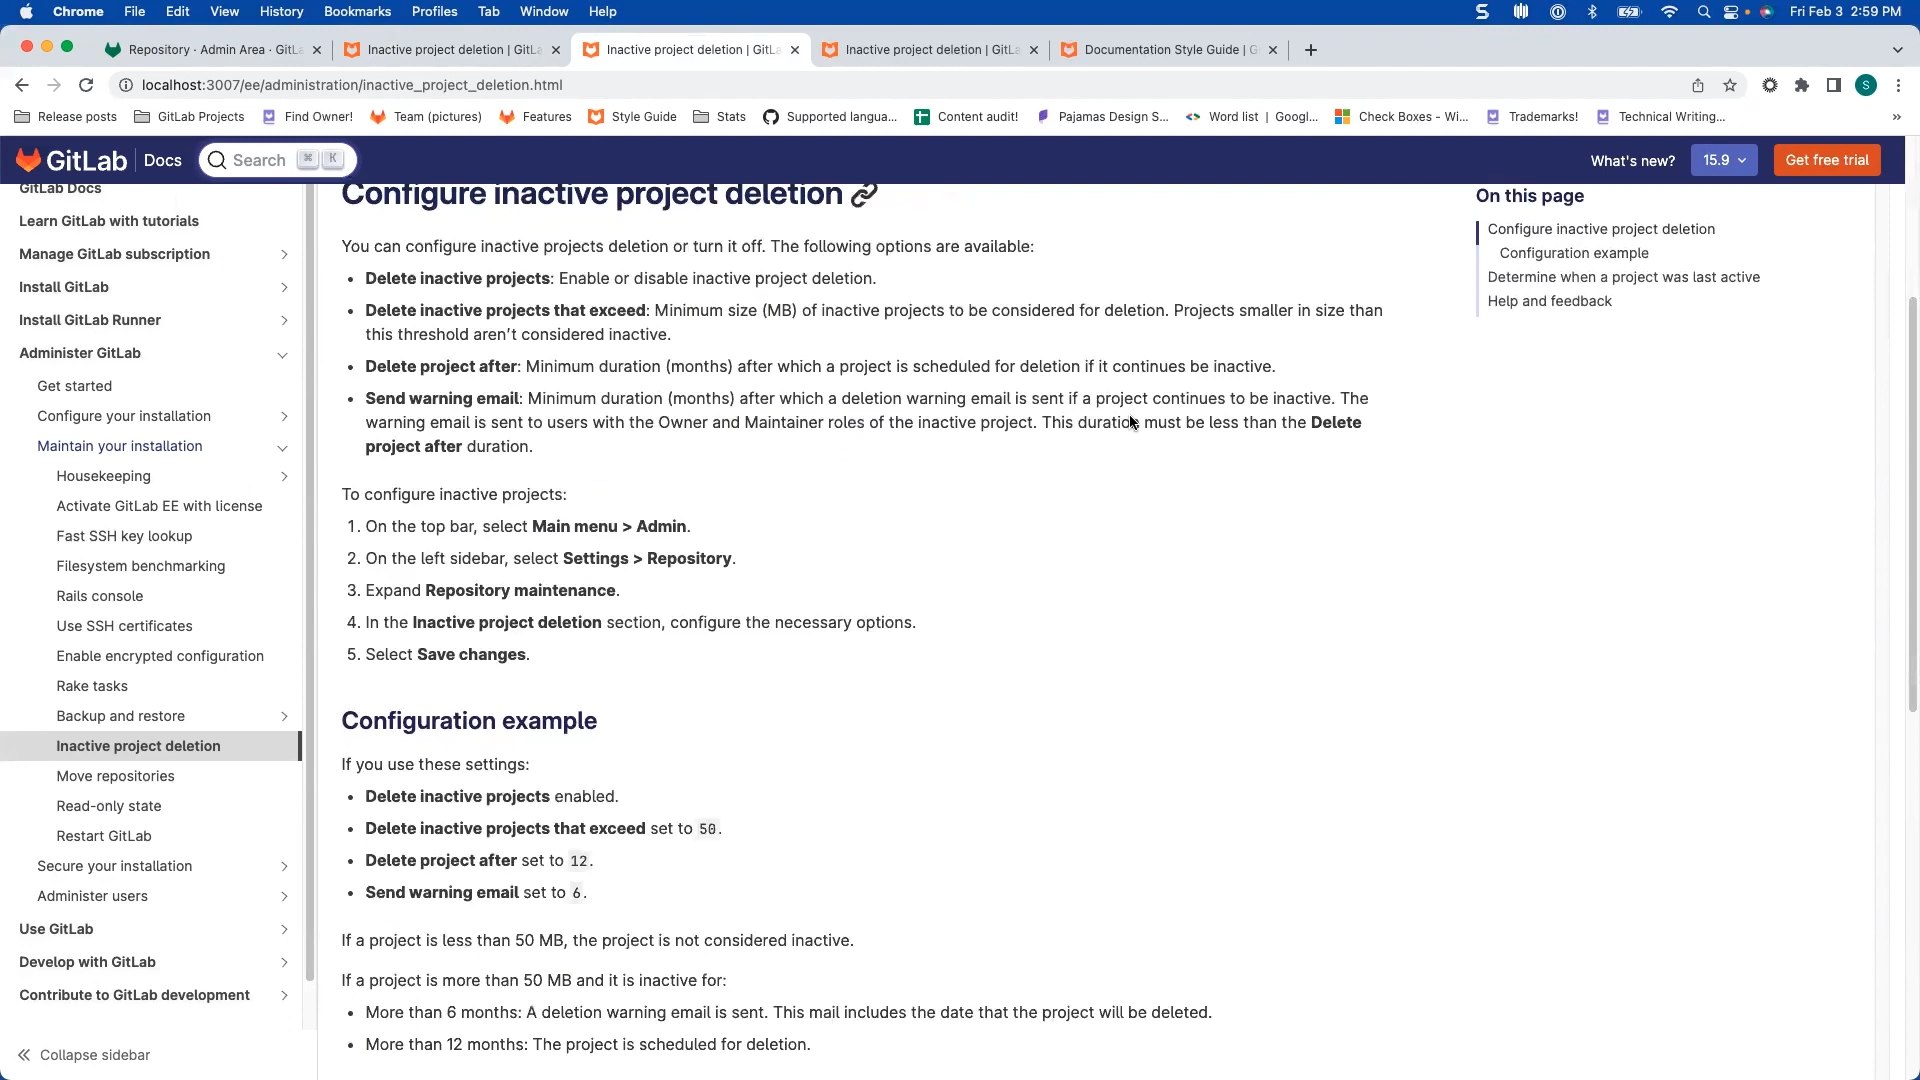 Chrome File Edit View History Bookmarks Profiles Tab Window Help Fri Feb 3 2:59 PM
Repository · Admin Area · GitLa Inactive project deletion | GitLa Inactive project deletion | GitLa Inactive project deletion | GitLa Documentation Style Guide | G
localhost:3007/ee/administration/inactive_project_deletion.html S
Release posts GitLab Projects Find Owner! Team (pictures) Features Style Guide Stats Supported langua... Content audit! Pajamas Design S... Word list | Googl... Check Boxes - Wi... Trademarks! Technical Writing... »
GitLab Docs Search ⌘ K What's new? 15.9 Get free trial
GitLab Docs
Learn GitLab with tutorials
Manage GitLab subscription
Install GitLab
Install GitLab Runner
Administer GitLab
Get started
Configure your installation
Maintain your installation
Housekeeping
Activate GitLab EE with license
Fast SSH key lookup
Filesystem benchmarking
Rails console
Use SSH certificates
Enable encrypted configuration
Rake tasks
Backup and restore
Inactive project deletion
Move repositories
Read-only state
Restart GitLab
Secure your installation
Administer users
Use GitLab
Develop with GitLab
Contribute to GitLab development
Collapse sidebar
Configure inactive project deletion
You can configure inactive projects deletion or turn it off. The following options are available:
• Delete inactive projects: Enable or disable inactive project deletion.
• Delete inactive projects that exceed: Minimum size (MB) of inactive projects to be considered for deletion. Projects smaller in size than
this threshold aren't considered inactive.
• Delete project after: Minimum duration (months) after which a project is scheduled for deletion if it continues be inactive.
• Send warning email: Minimum duration (months) after which a deletion warning email is sent if a project continues to be inactive. The
warning email is sent to users with the Owner and Maintainer roles of the inactive project. This duration must be less than the Delete
project after duration.
To configure inactive projects:
1. On the top bar, select Main menu > Admin.
2. On the left sidebar, select Settings > Repository.
3. Expand Repository maintenance.
4. In the Inactive project deletion section, configure the necessary options.
5. Select Save changes.
Configuration example
If you use these settings:
• Delete inactive projects enabled.
• Delete inactive projects that exceed set to 50.
• Delete project after set to 12.
• Send warning email set to 6.
If a project is less than 50 MB, the project is not considered inactive.
If a project is more than 50 MB and it is inactive for:
• More than 6 months: A deletion warning email is sent. This mail includes the date that the project will be deleted.
• More than 12 months: The project is scheduled for deletion.
On this page
Configure inactive project deletion
Configuration example
Determine when a project was last active
Help and feedback